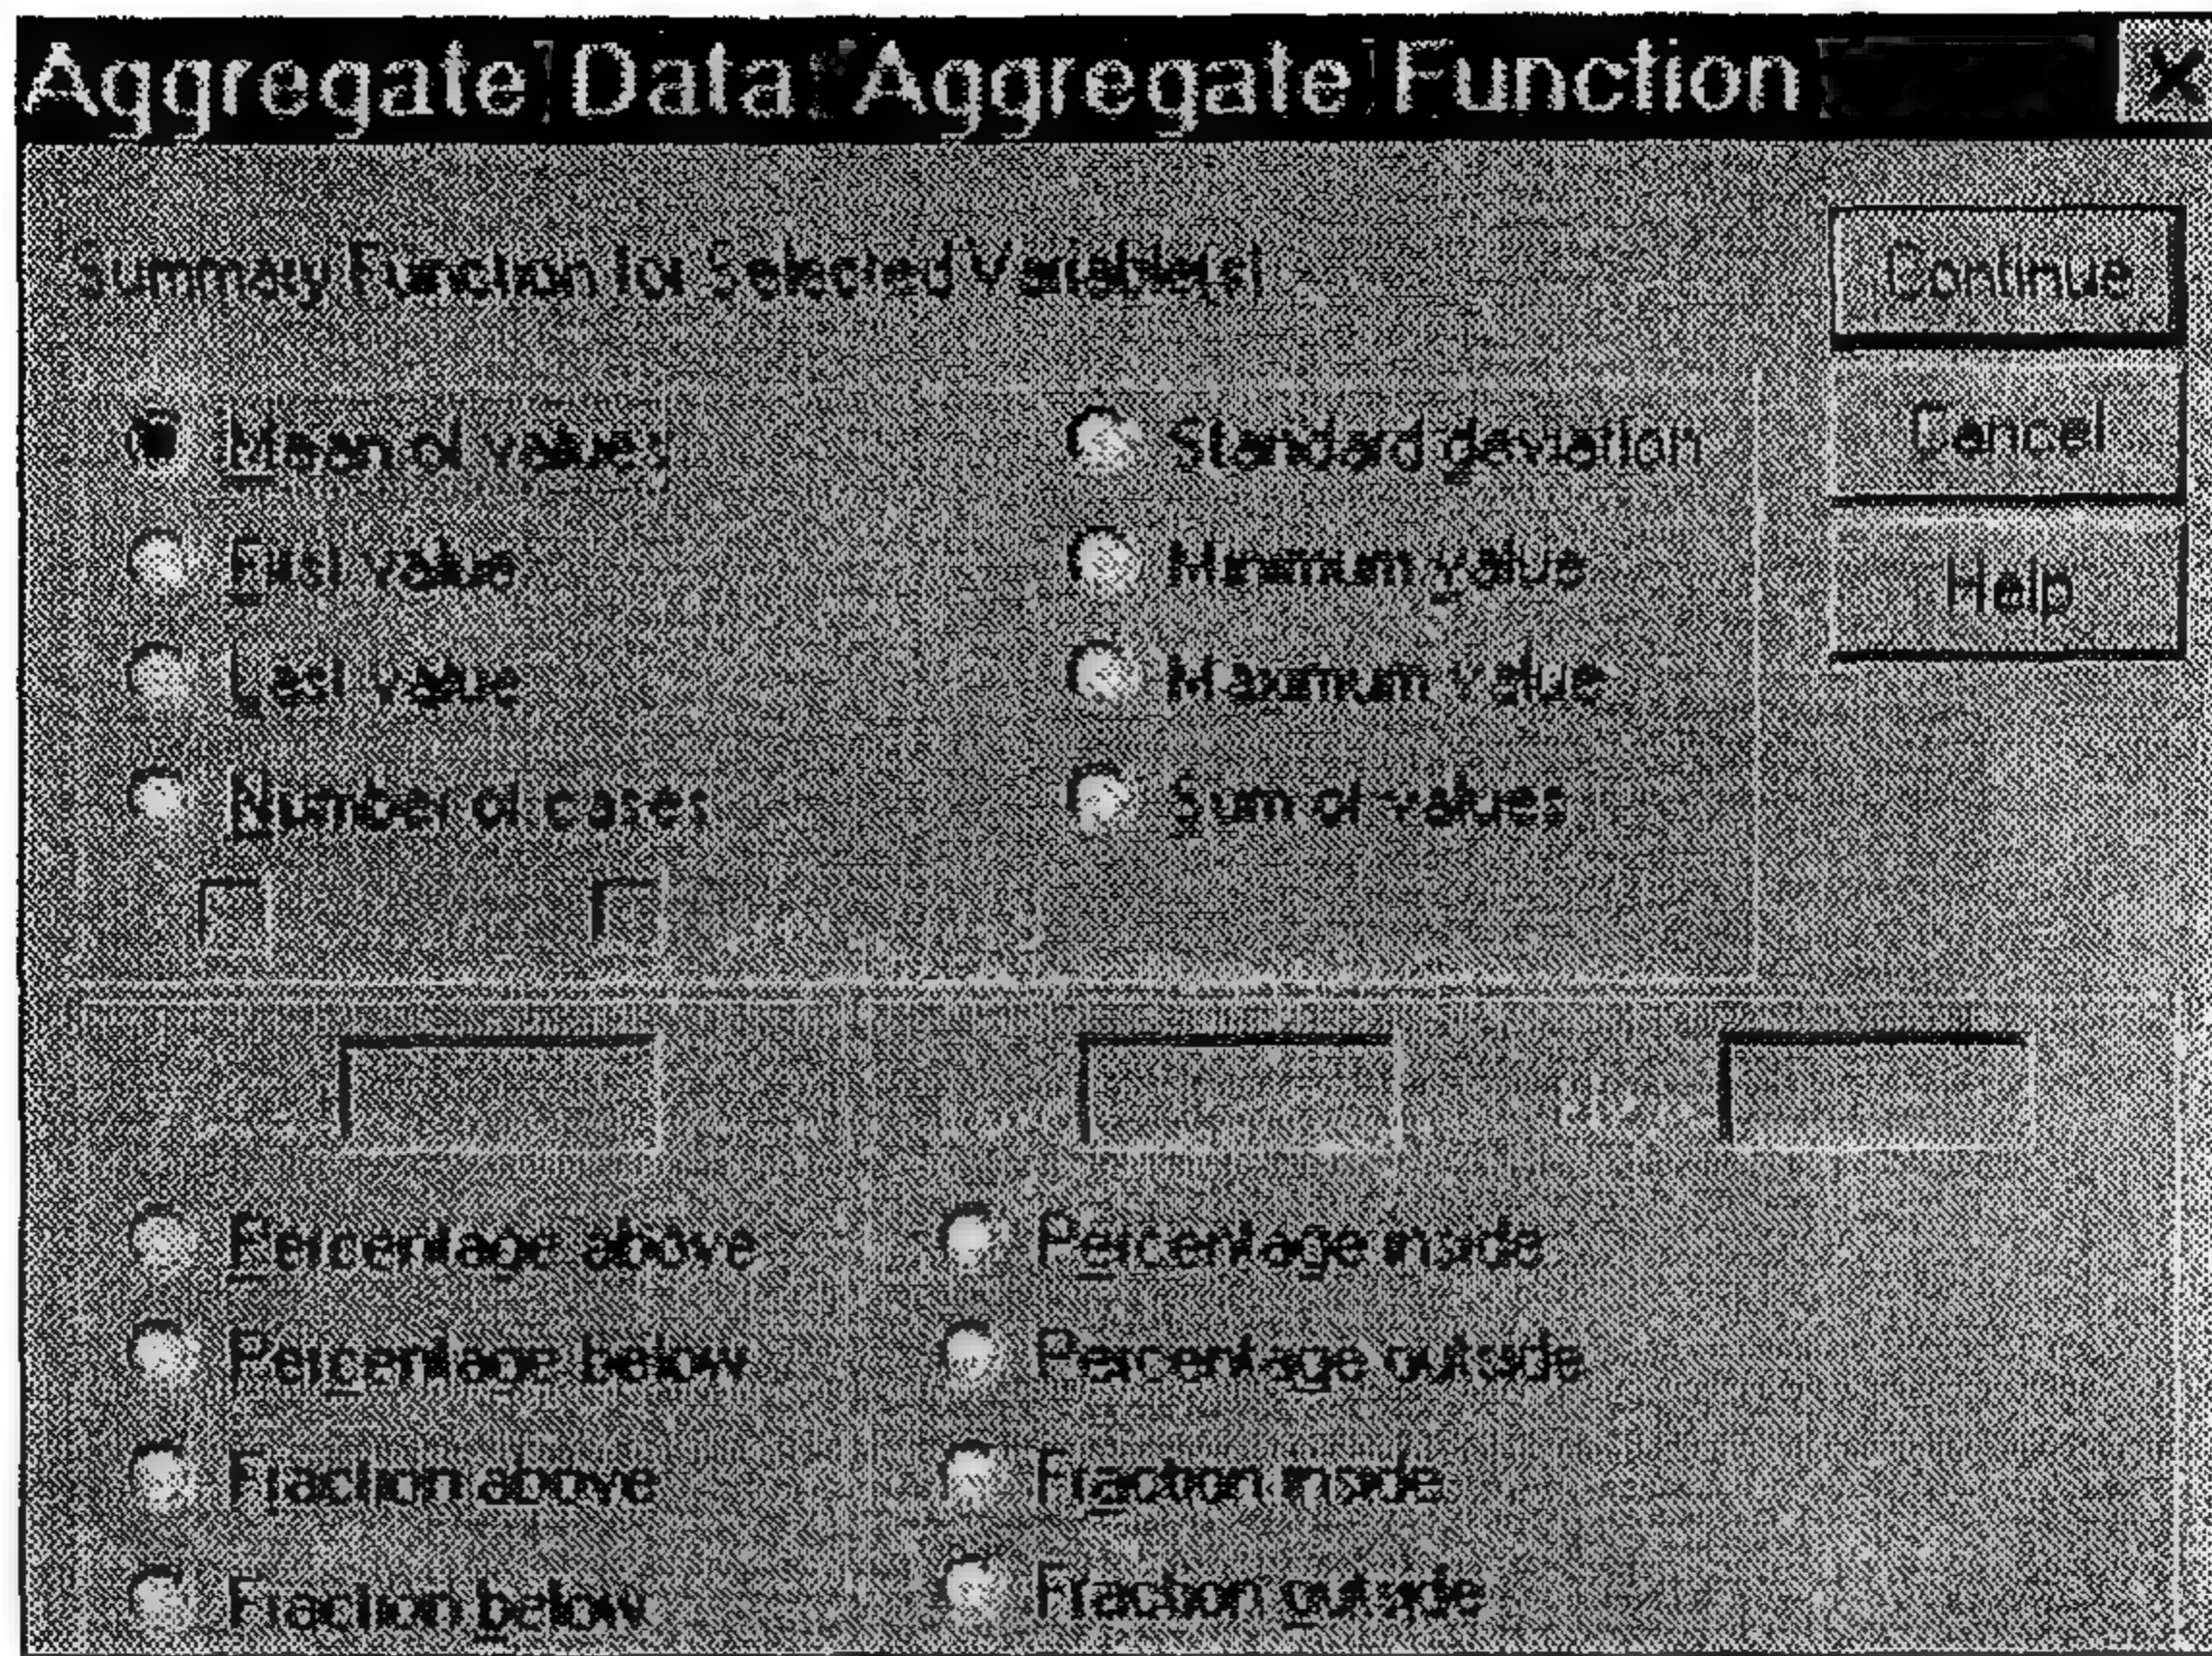 Aggregate Data: Aggregate Function
Summary Function for Selected Variable(s)
Continue
Mean of values
Standard deviation
Cancel
First value
Minimum value
Help
Last value
Maximum value
Number of cases
Sum of values
Percentage above
Percentage inside
Percentage below
Percentage outside
Fraction above
Fraction inside
Fraction below
Fraction outside